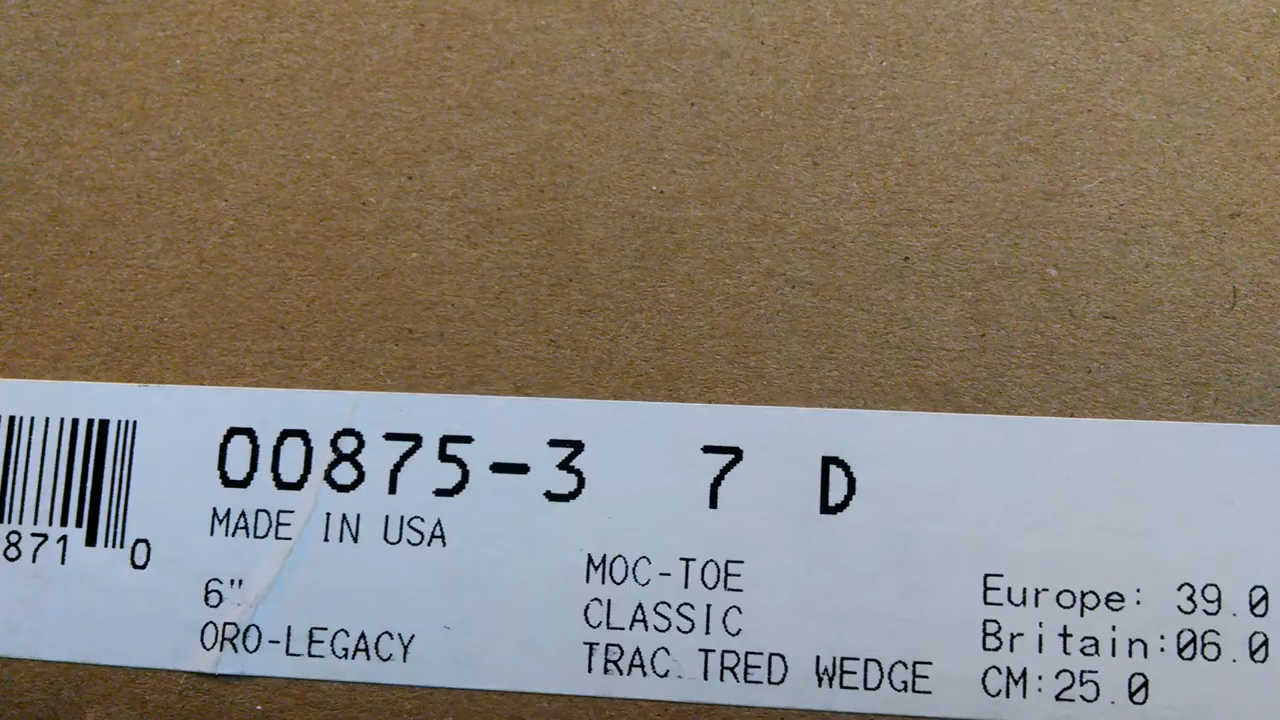 00875-3 7 D
MADE IN USA
871 0
6" MOC-TOE Europe: 39.0
ORO-LEGACY CLASSIC Britain:06.0
TRAC TRED WEDGE CM:25.0